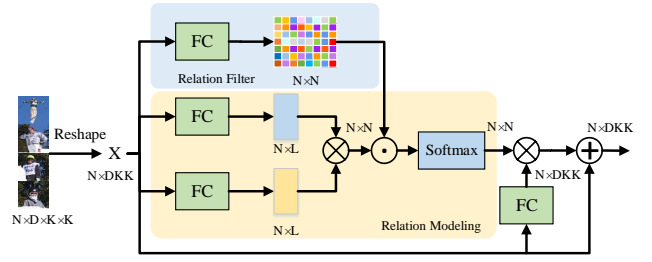 FC
Relation Filter
N×N
FC
N×L
N×N
Softmax
N×N
N×DKK
Reshape
X
N×DKK
FC
N×L
N×DKK
FC
N×D×K×K
Relation Modeling